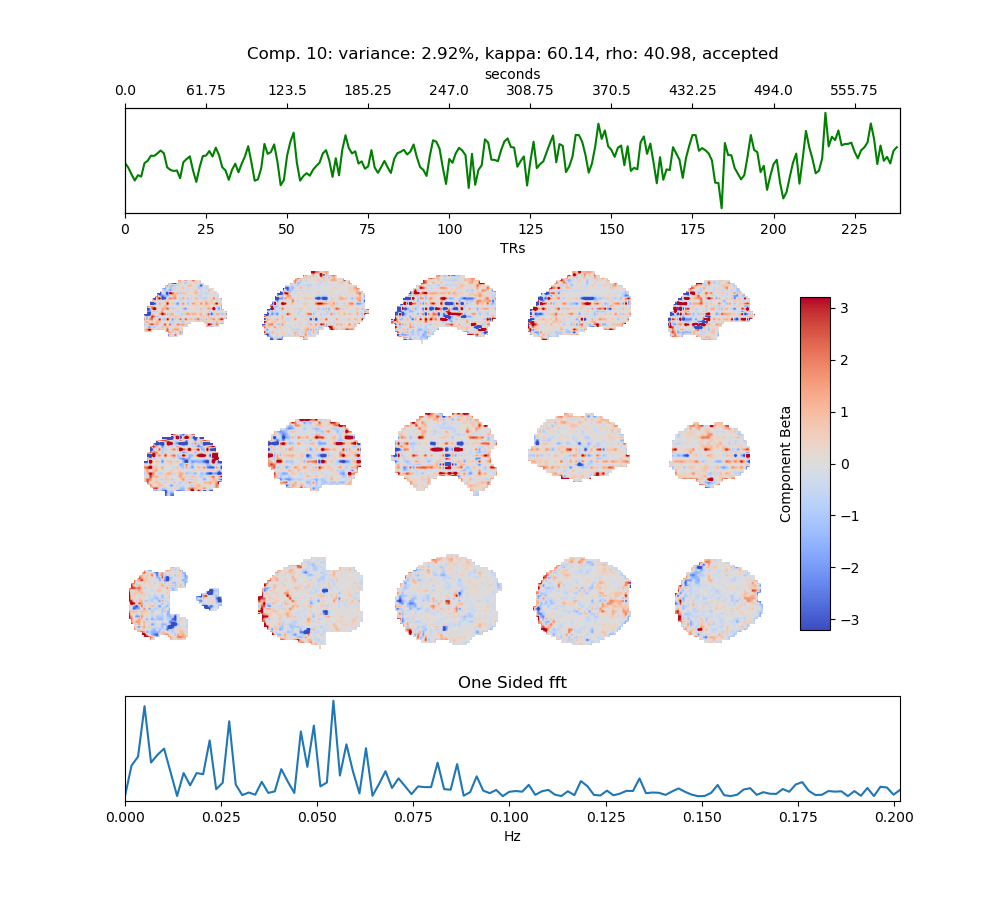 Comp. 10: variance: 2.92%, kappa: 60.14, rho: 40.98, accepted
seconds
0.0 61.75 123.5 185.25 247.0 308.75 370.5 432.25 494.0 555.75
0 25 50 75 100 125 150 175 200 225
TRs
3
2
1
0
−1
−2
−3
Component Beta
One Sided fft
0.000 0.025 0.050 0.075 0.100 0.125 0.150 0.175 0.200
Hz